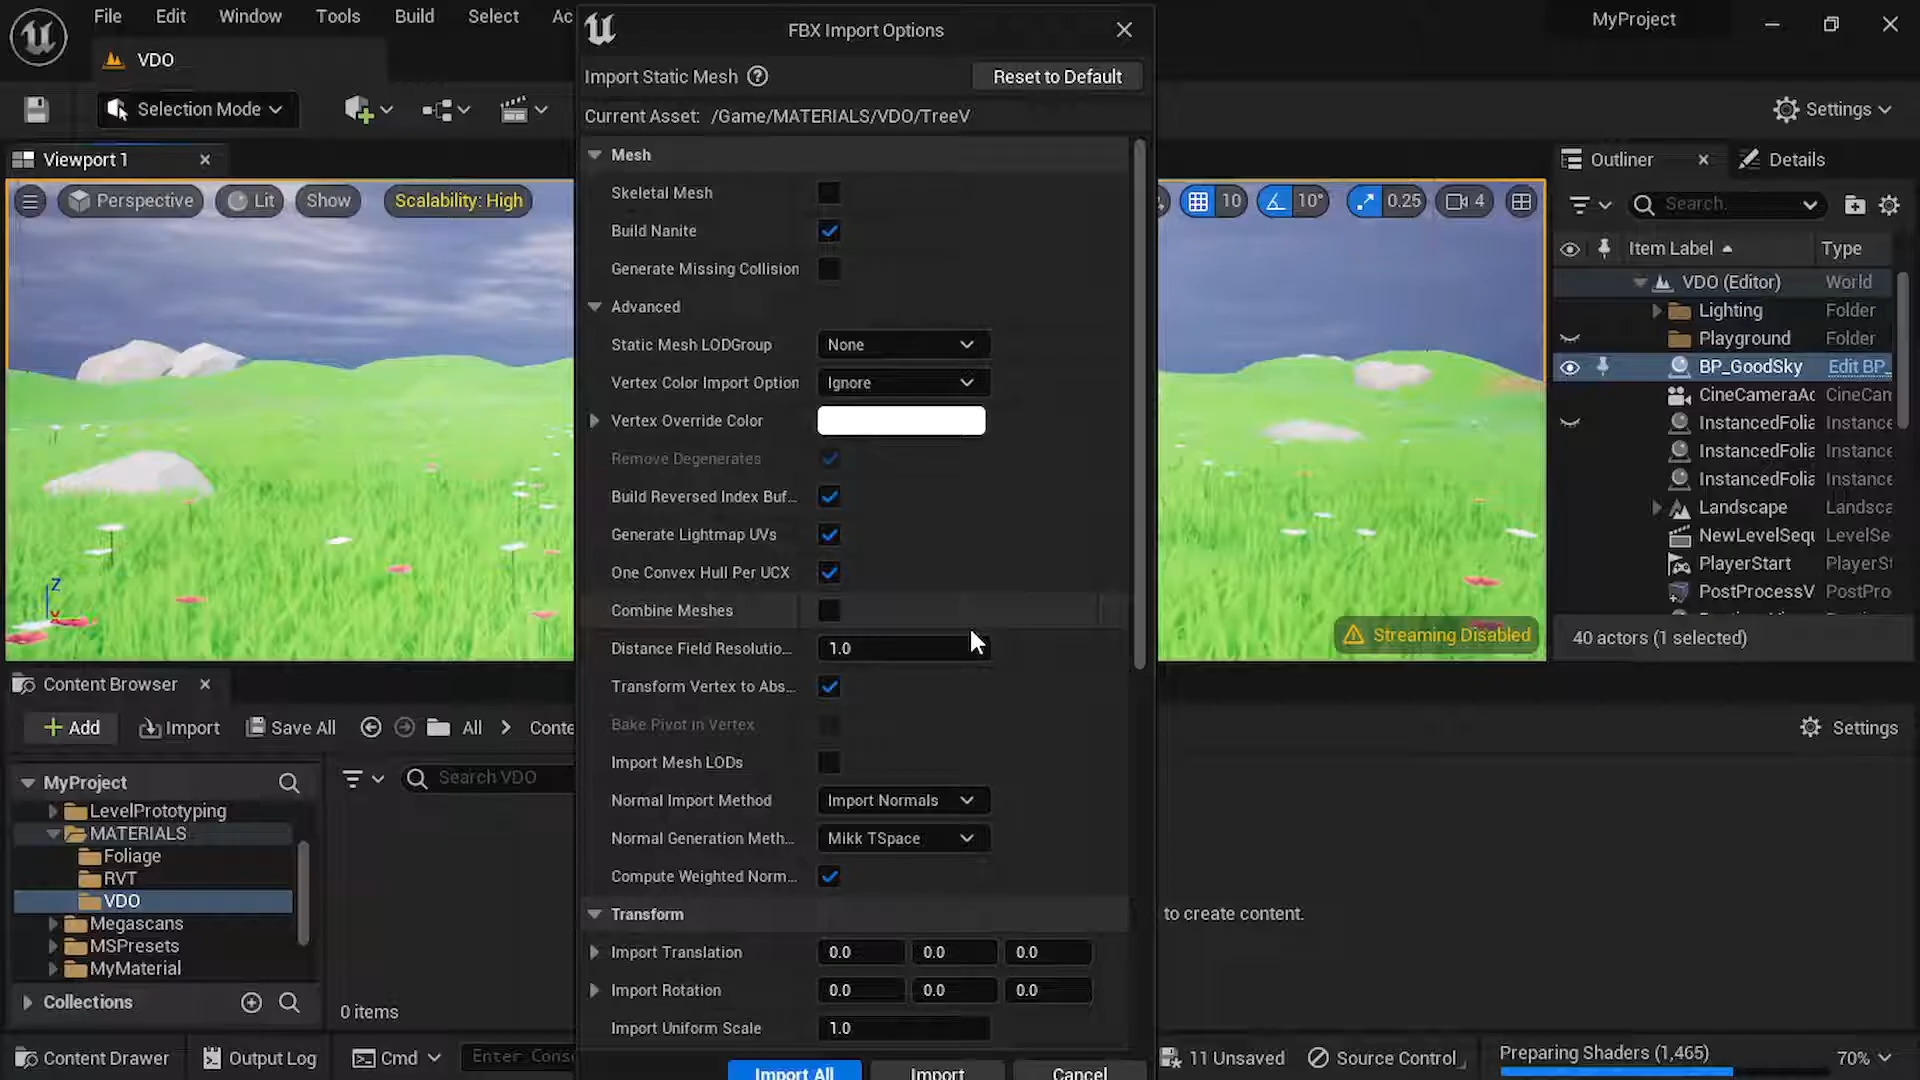 File Edit Window Tools Build Select Ac
MyProject
VDO
Selection Mode
Settings
FBX Import Options
Import Static Mesh ?
Reset to Default
Current Asset: /Game/MATERIALS/VDO/TreeV
Viewport 1
Perspective Lit Show Scalability: High
10 10° 0.25 4
Mesh
Skeletal Mesh
Build Nanite
Generate Missing Collision
Advanced
Static Mesh LODGroup None
Vertex Color Import Option Ignore
Vertex Override Color
Remove Degenerates
Build Reversed Index Buf...
Generate Lightmap UVs
One Convex Hull Per UCX
Combine Meshes
Distance Field Resolutio... 1.0
Transform Vertex to Abs...
Bake Pivot in Vertex
Import Mesh LODs
Normal Import Method Import Normals
Normal Generation Meth... Mikk TSpace
Compute Weighted Norm...
Transform
Import Translation 0.0 0.0 0.0
Import Rotation 0.0 0.0 0.0
Import Uniform Scale 1.0
Import All Import Cancel
Z
X
Streaming Disabled
Outliner Details
Search.
Item Label Type
VDO (Editor) World
Lighting Folder
Playground Folder
BP_GoodSky Edit BP_
CineCameraAc CineCan
InstancedFolia Instance
InstancedFolia Instance
InstancedFolia Instance
Landscape Landsca
NewLevelSequ LevelSe
PlayerStart PlayerSt
PostProcessV PostPro
40 actors (1 selected)
Content Browser
Add Import Save All All Conte
Settings
MyProject
LevelPrototyping
MATERIALS
Foliage
RVT
VDO
Megascans
MSPresets
MyMaterial
Collections
Search VDO
to create content.
0 items
Content Drawer Output Log Cmd Enter Cons
11 Unsaved Source Control
Preparing Shaders (1,465) 70%